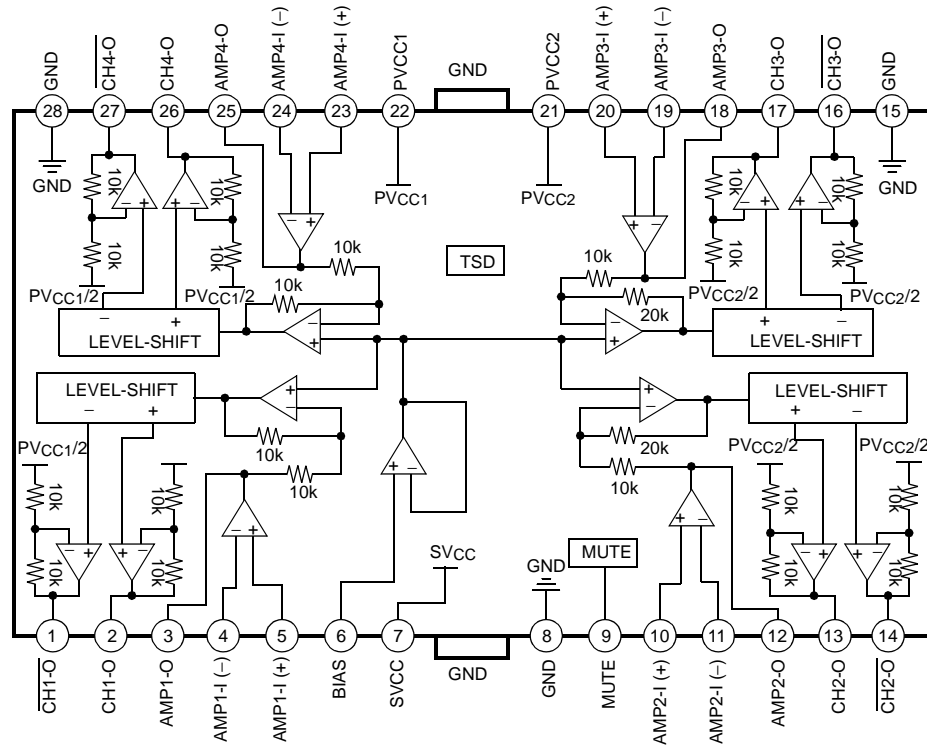 GND
CH4-O
CH4-O
AMP4-O
AMP4-I (−)
AMP4-I (+)
PVCC1
GND
PVCC2
AMP3-I (+)
AMP3-I (−)
AMP3-O
CH3-O
CH3-O
GND
28
27
26
25
24
23
22
21
20
19
18
17
16
15
GND
10k
10k
10k
10k
− +
+ −
− +
PVCC1
PVCC2
− +
10k
10k
10k
10k
− +
+ −
GND
PVCC1/2
PVCC1/2
10k
10k
TSD
10k
20k
PVCC2/2
PVCC2/2
− +
LEVEL-SHIFT
−
+
−
+
+ −
LEVEL-SHIFT
LEVEL-SHIFT
− +
+
−
+
−
LEVEL-SHIFT
+ −
PVCC1/2
10k
10k
+ −
20k
10k
PVCC2/2
PVCC2/2
10k
10k
10k
10k
− +
+ −
− +
+ −
10k
10k
10k
10k
− +
− +
SVCC
GND
MUTE
1
2
3
4
5
6
7
8
9
10
11
12
13
14
CH1-O
CH1-O
AMP1-O
AMP1-I (−)
AMP1-I (+)
BIAS
SVCC
GND
GND
MUTE
AMP2-I (+)
AMP2-I (−)
AMP2-O
CH2-O
CH2-O